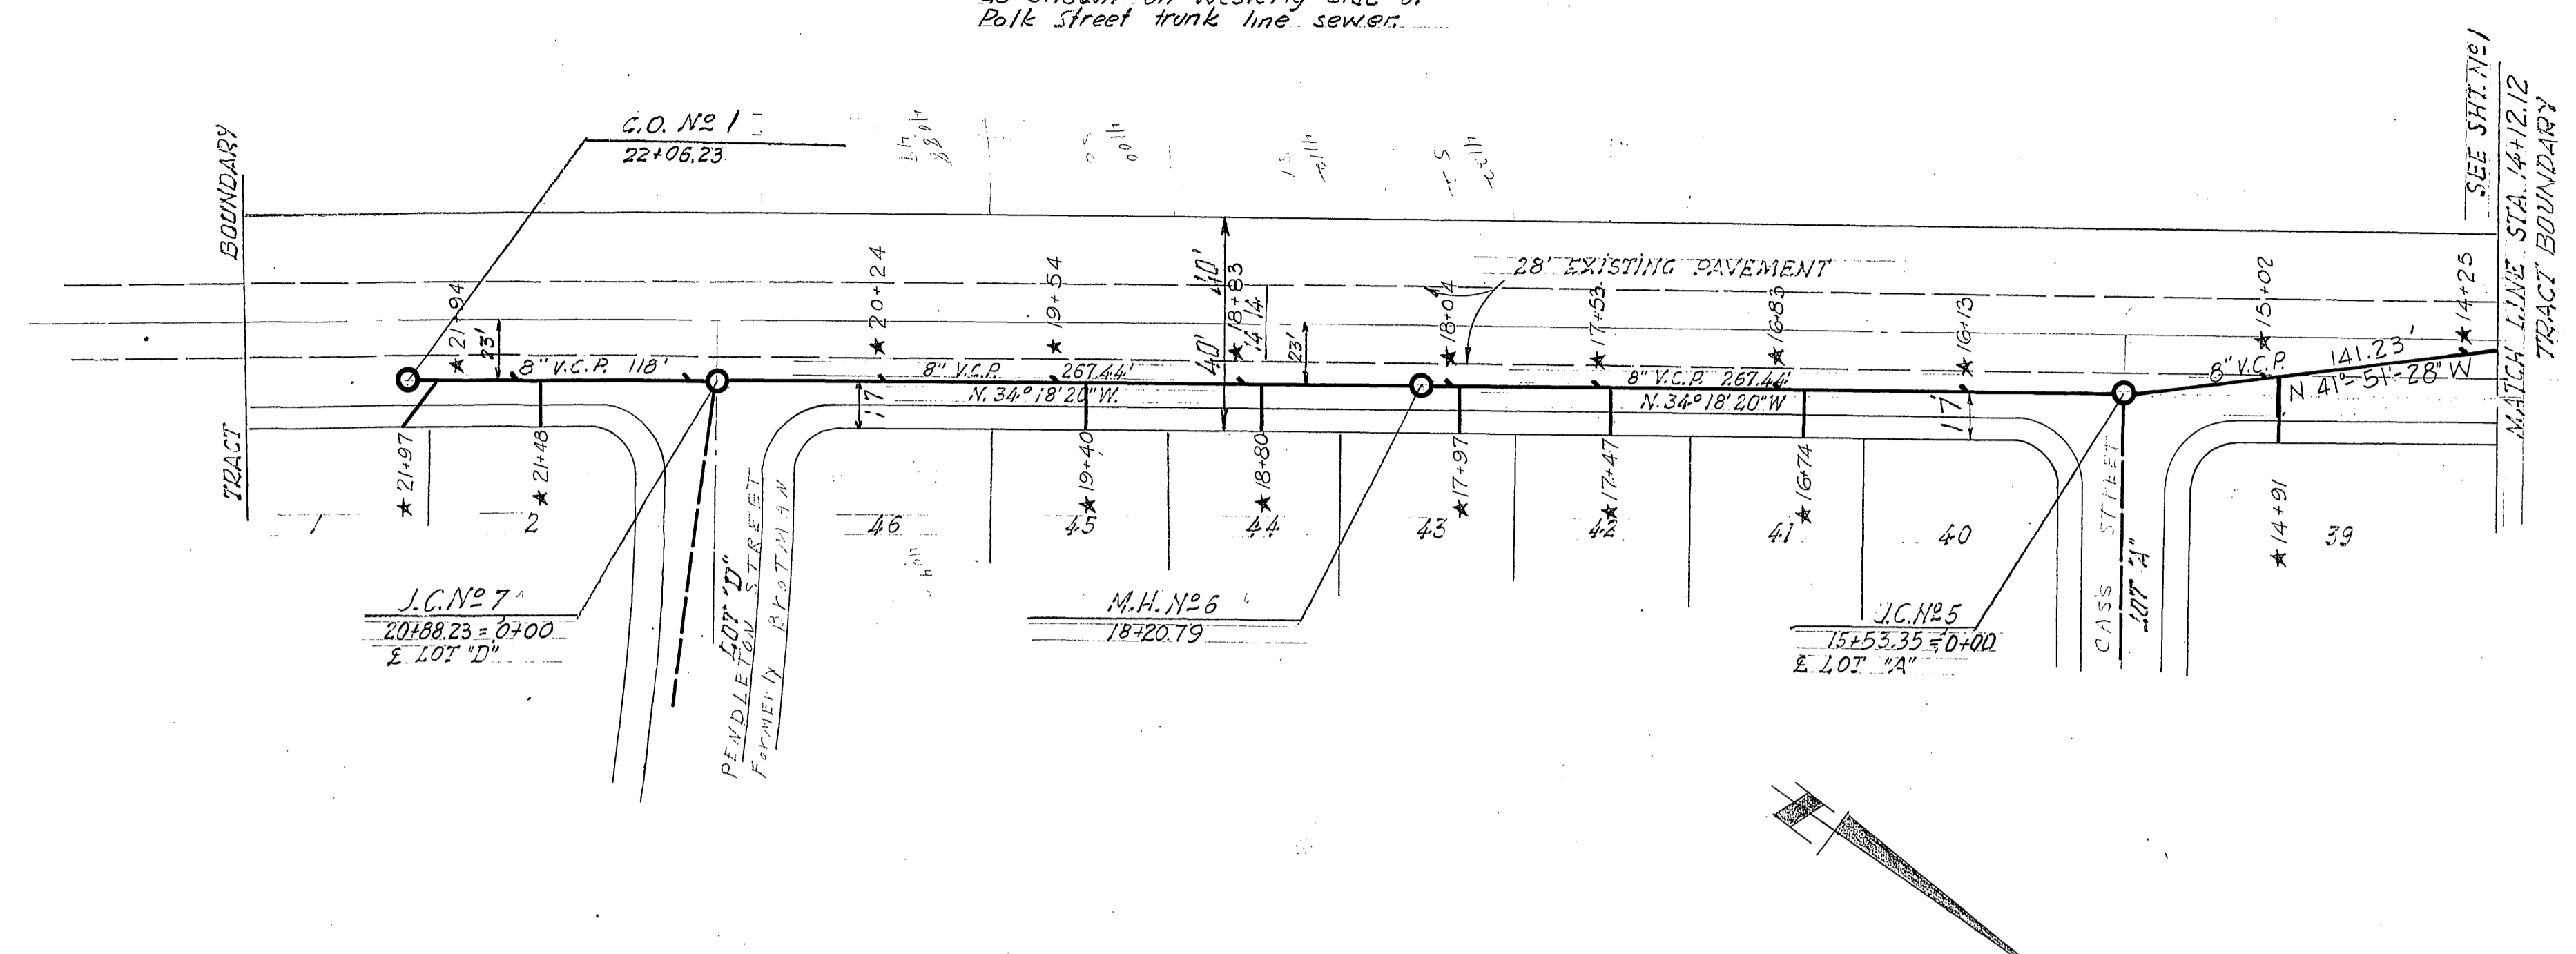 Polk Street trunk line sewer.
C.O. Nº 1
22+06.23
BOUNDARY
TRACT
SEE SHT. Nº 1
MATCH LINE STA. 14+12.12
TRACT BOUNDARY
28' EXISTING PAVEMENT
40'
40'
14' 14'
23'
23'
17'
17'
★21+94
★20+24
★19+54
★18+83
★18+04
★17+53
★16+83
★16+13
★15+02
★14+25
8" V.C.P. 118'
8" V.C.P. 267.44'
N. 34° 18' 20" W.
8" V.C.P. 267.44'
N. 34° 18' 20" W
8" V.C.P. 141.23'
N 41°-51'-28" W
★21+97
★21+48
★19+40
★18+80
★17+97
★17+47
★16+74
★14+91
1
2
46
45
44
43
42
41
40
39
LOT "D"
PENDLETON STREET
FORMERLY BROTMAN
CASS STREET
LOT "A"
J.C. Nº 7
20+88.23 = 0+00
℄ LOT "D"
M.H. Nº 6
18+20.79
J.C. Nº 5
15+53.35 = 0+00
℄ LOT "A"